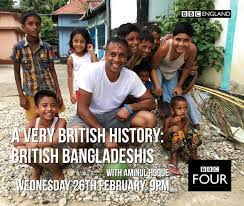 BBC ENGLAND
A VERY BRITISH HISTORY:
BRITISH BANGLADESHIS
WITH AMINUL HOQUE
WEDNESDAY 26TH FEBRUARY, 9PM
BBC
FOUR